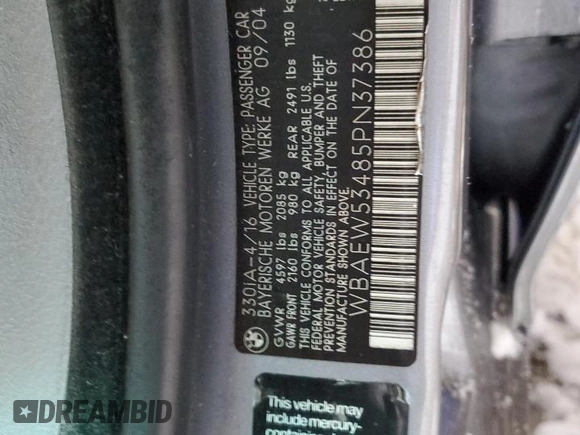 330iA-4/16 VEHICLE TYPE: PASSENGER CAR
BAYERISCHE MOTOREN WERKE AG 09/04
GVWR 4597 lbs 2085 kg
GAWR FRONT 2160 lbs 980 kg REAR 2491 lbs 1130 kg
THIS VEHICLE CONFORMS TO ALL APPLICABLE U.S.
FEDERAL MOTOR VEHICLE SAFETY, BUMPER AND THEFT
PREVENTION STANDARDS IN EFFECT ON THE DATE OF
MANUFACTURE SHOWN ABOVE.
WBAEW53485PN37386
This vehicle may
include mercury-
DREAMBID